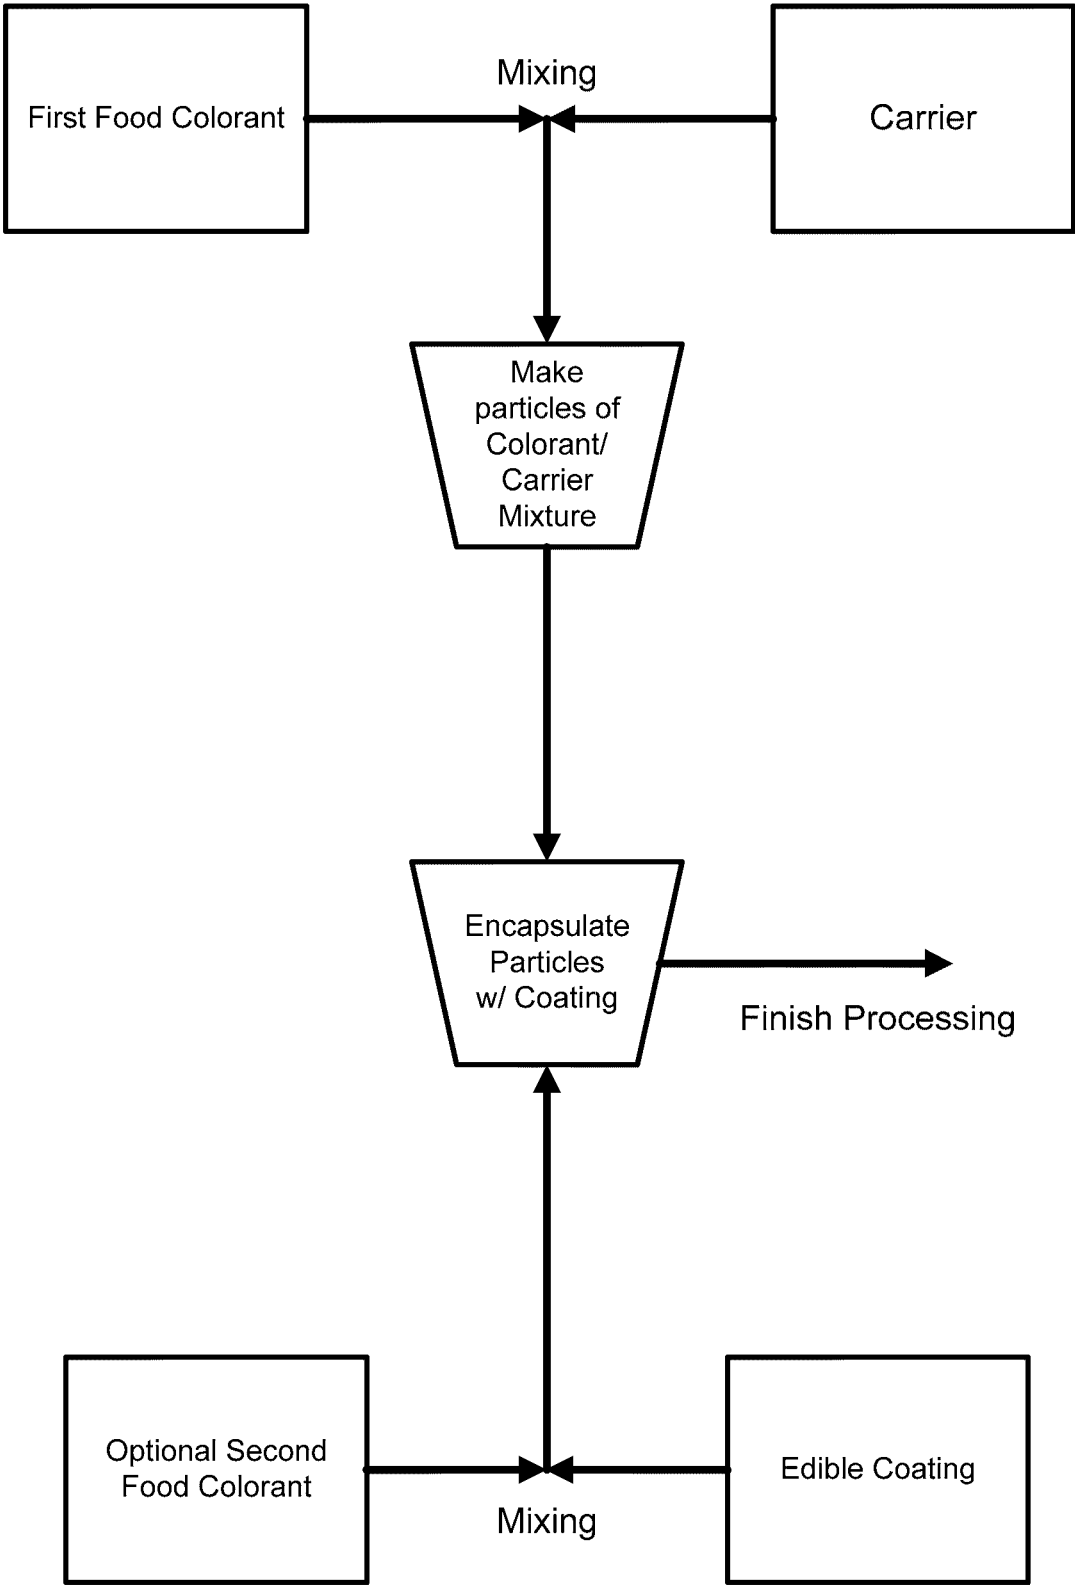 Mixing
First Food Colorant
Carrier
Make
particles of
Colorant/
Carrier
Mixture
Encapsulate
Particles
w/ Coating
Finish Processing
Optional Second
Food Colorant
Edible Coating
Mixing